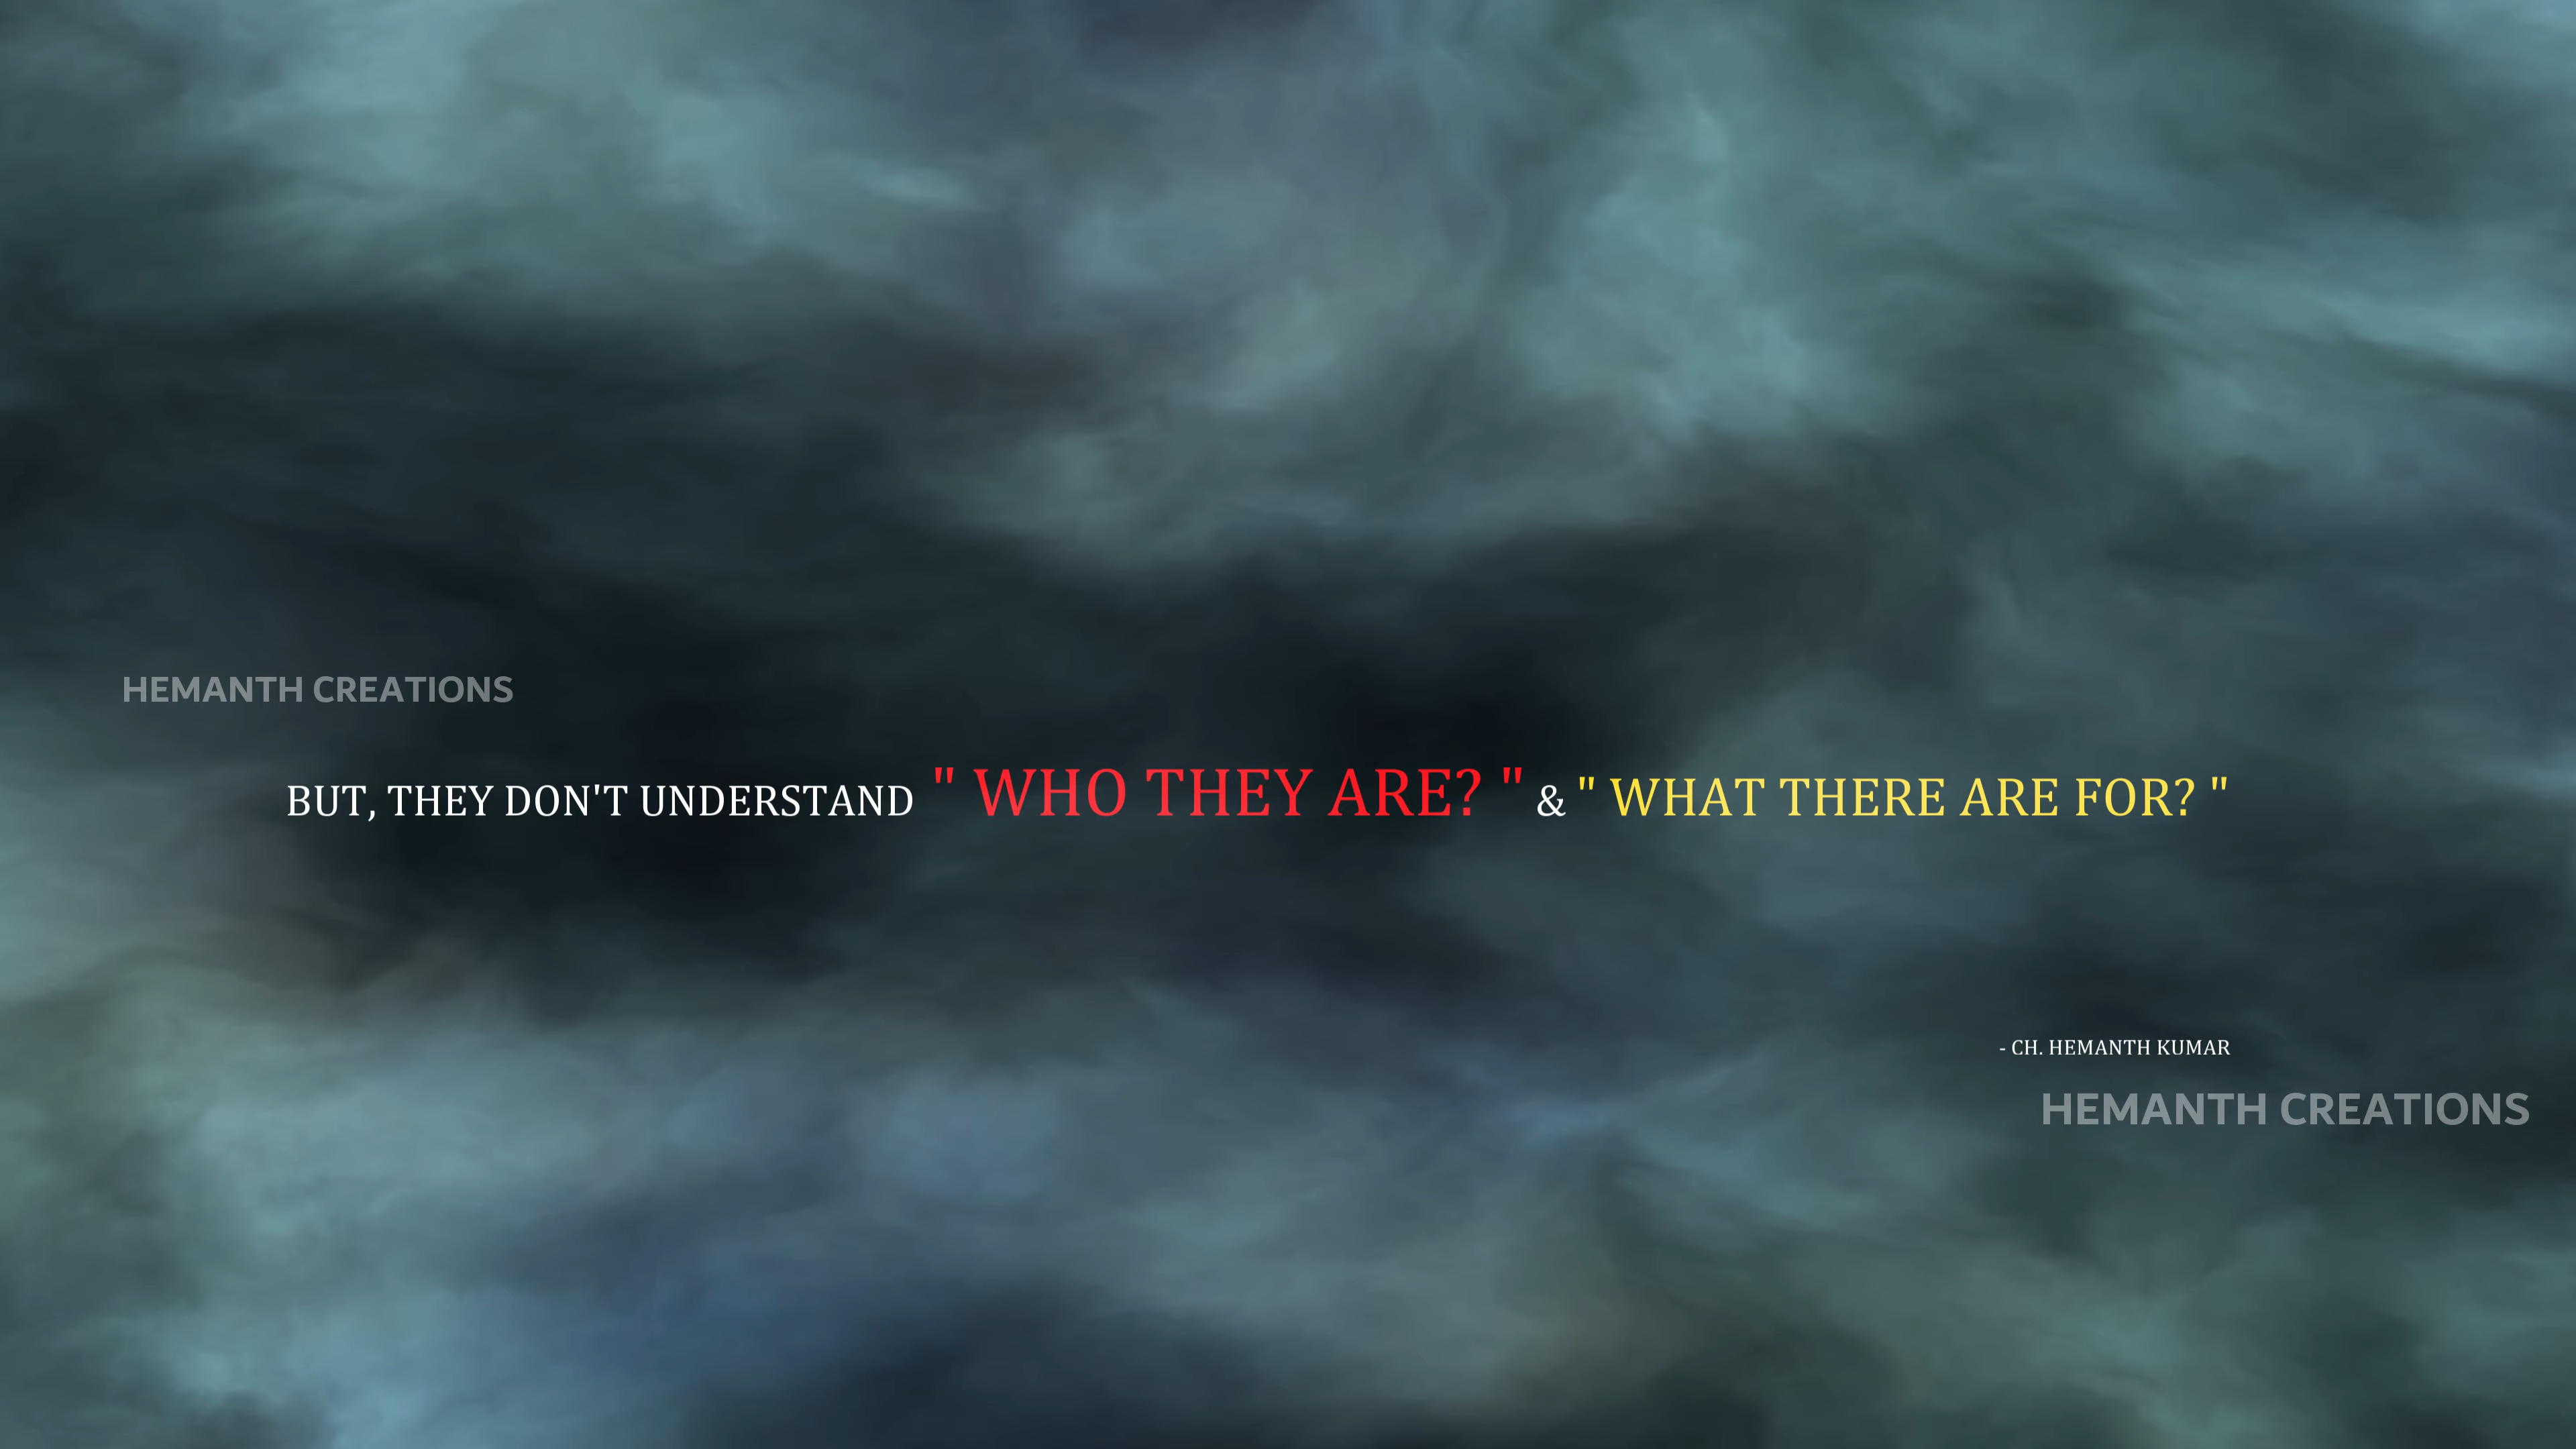 HEMANTH CREATIONS
BUT, THEY DON'T UNDERSTAND " WHO THEY ARE? " & " WHAT THERE ARE FOR? "
- CH. HEMANTH KUMAR
HEMANTH CREATIONS